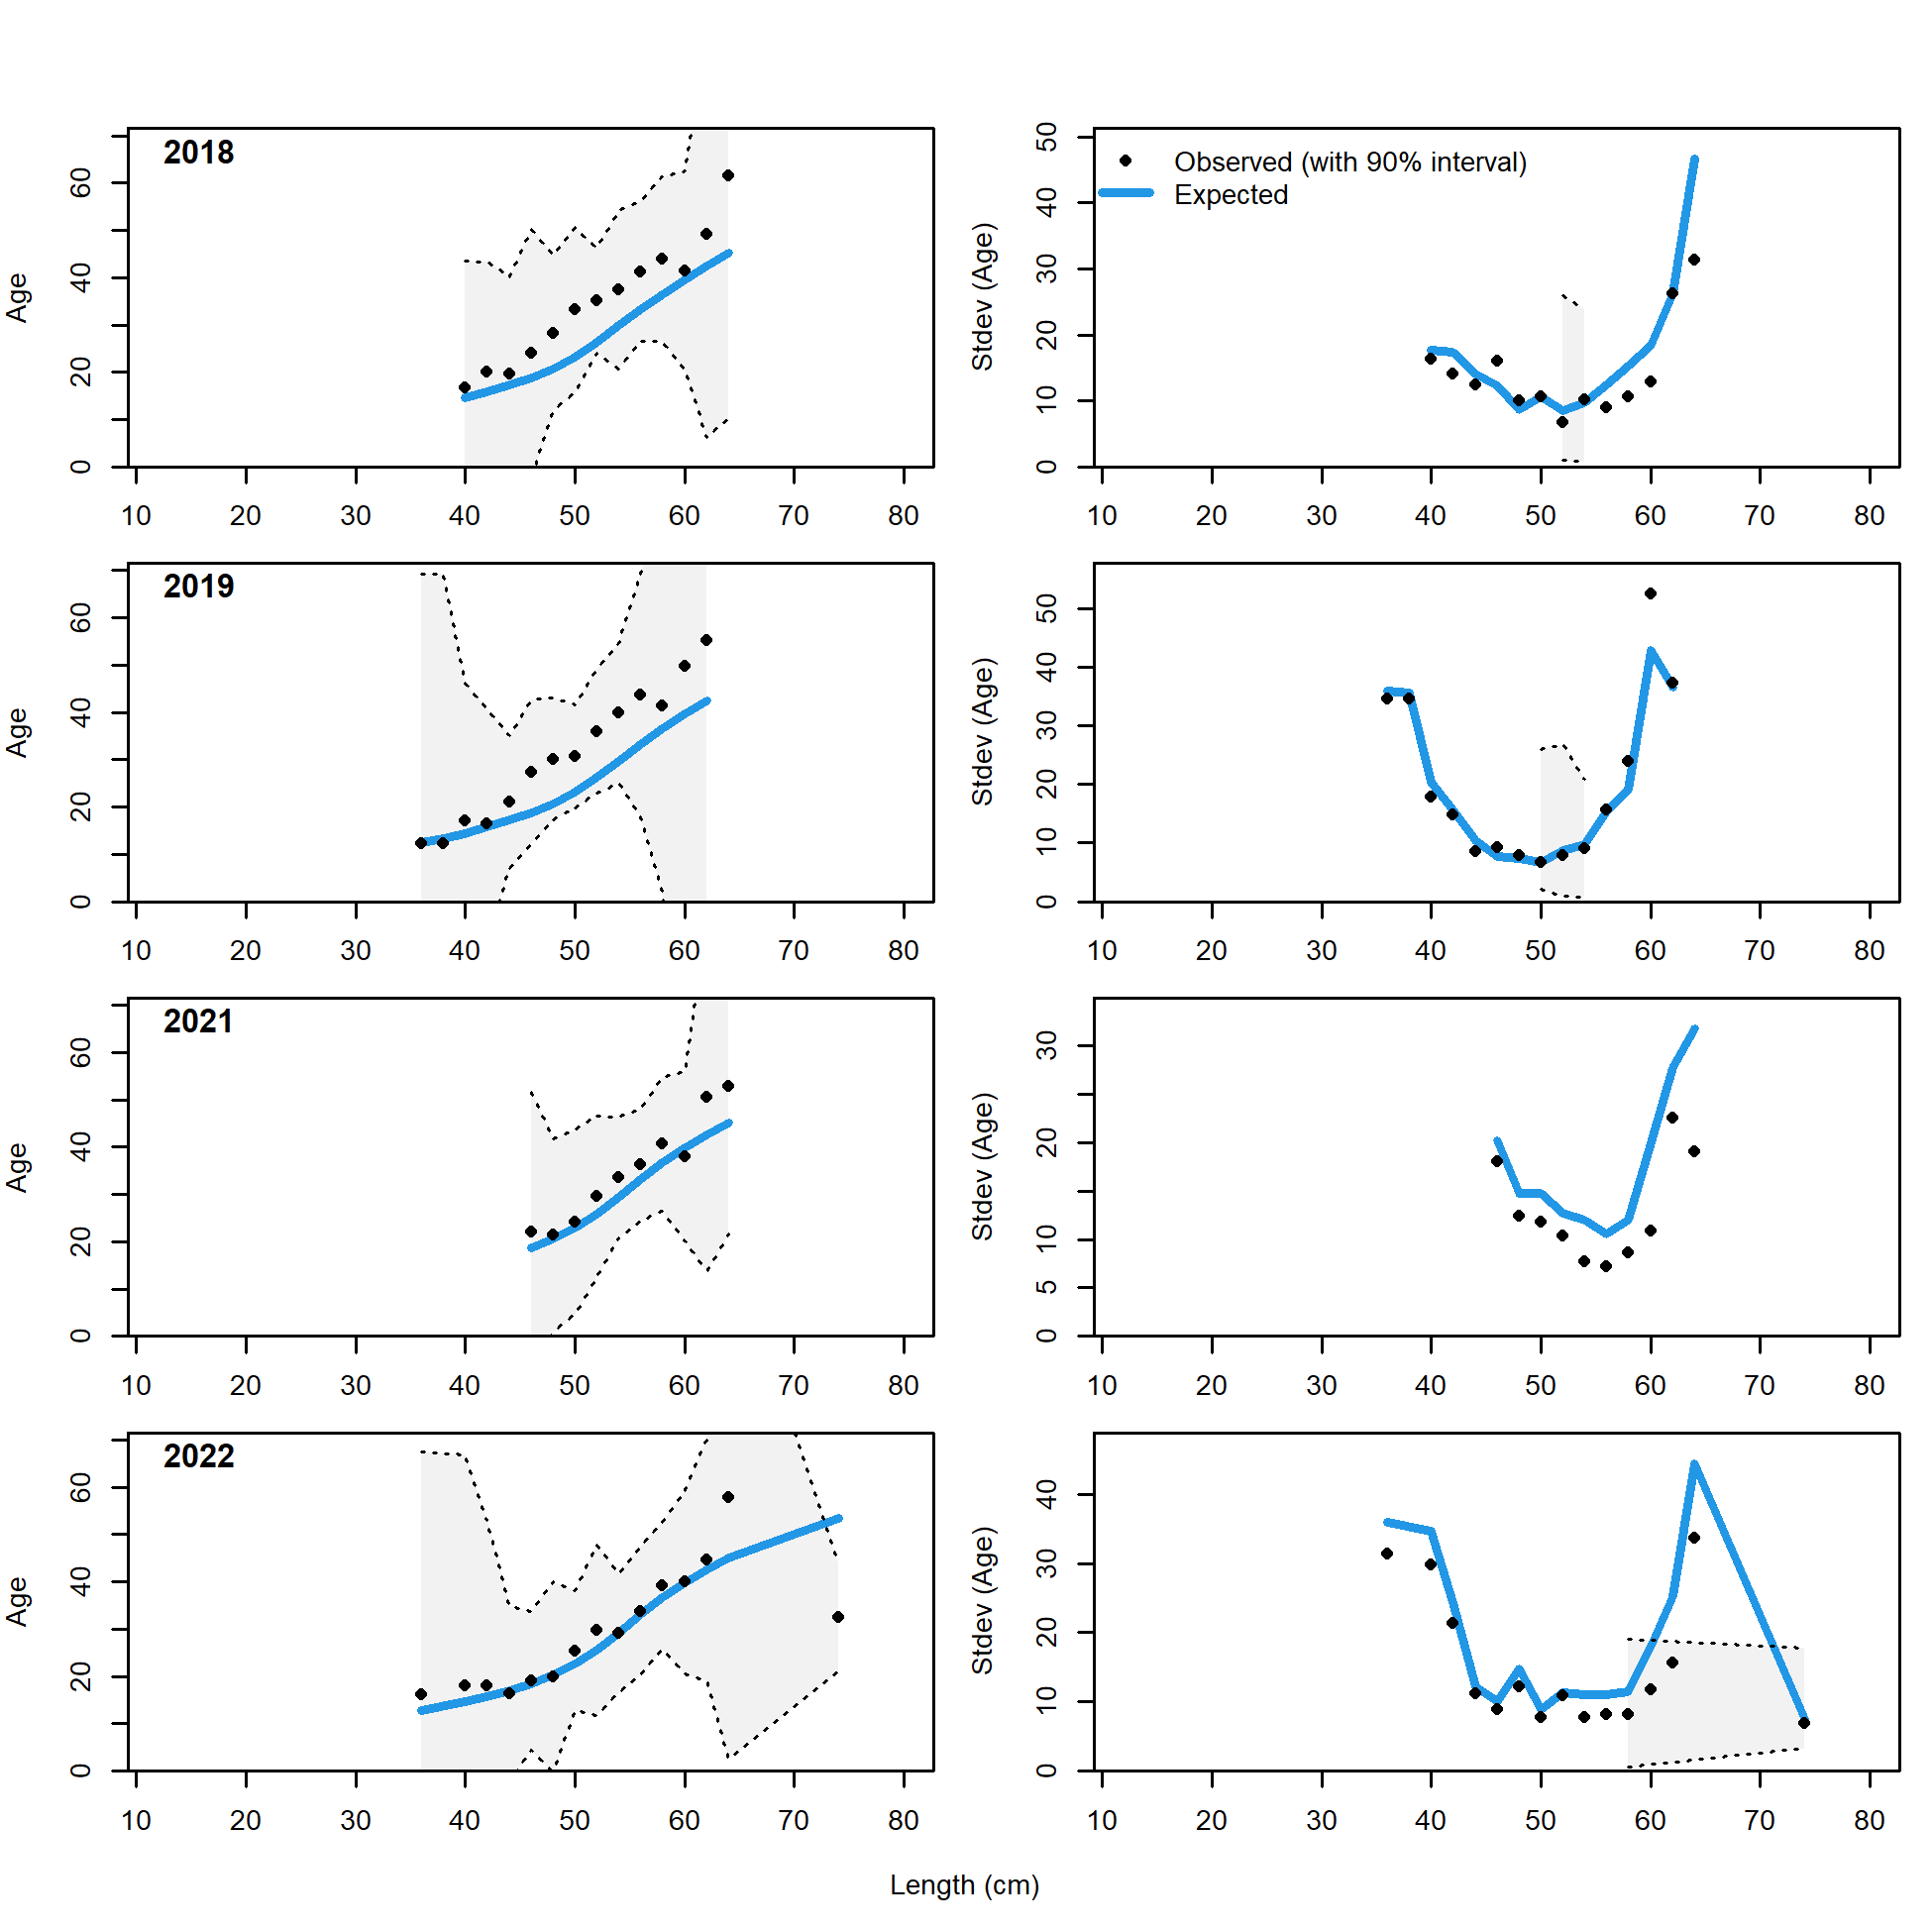 2018
Age
0 20 40 60
10 20 30 40 50 60 70 80
Observed (with 90% interval)
Expected
Stdev (Age)
0 10 20 30 40 50
10 20 30 40 50 60 70 80
2019
Age
0 20 40 60
10 20 30 40 50 60 70 80
Stdev (Age)
0 10 20 30 40 50
10 20 30 40 50 60 70 80
2021
Age
0 20 40 60
10 20 30 40 50 60 70 80
Stdev (Age)
0 5 10 20 30
10 20 30 40 50 60 70 80
2022
Age
0 20 40 60
10 20 30 40 50 60 70 80
Stdev (Age)
0 10 20 30 40
10 20 30 40 50 60 70 80
Length (cm)